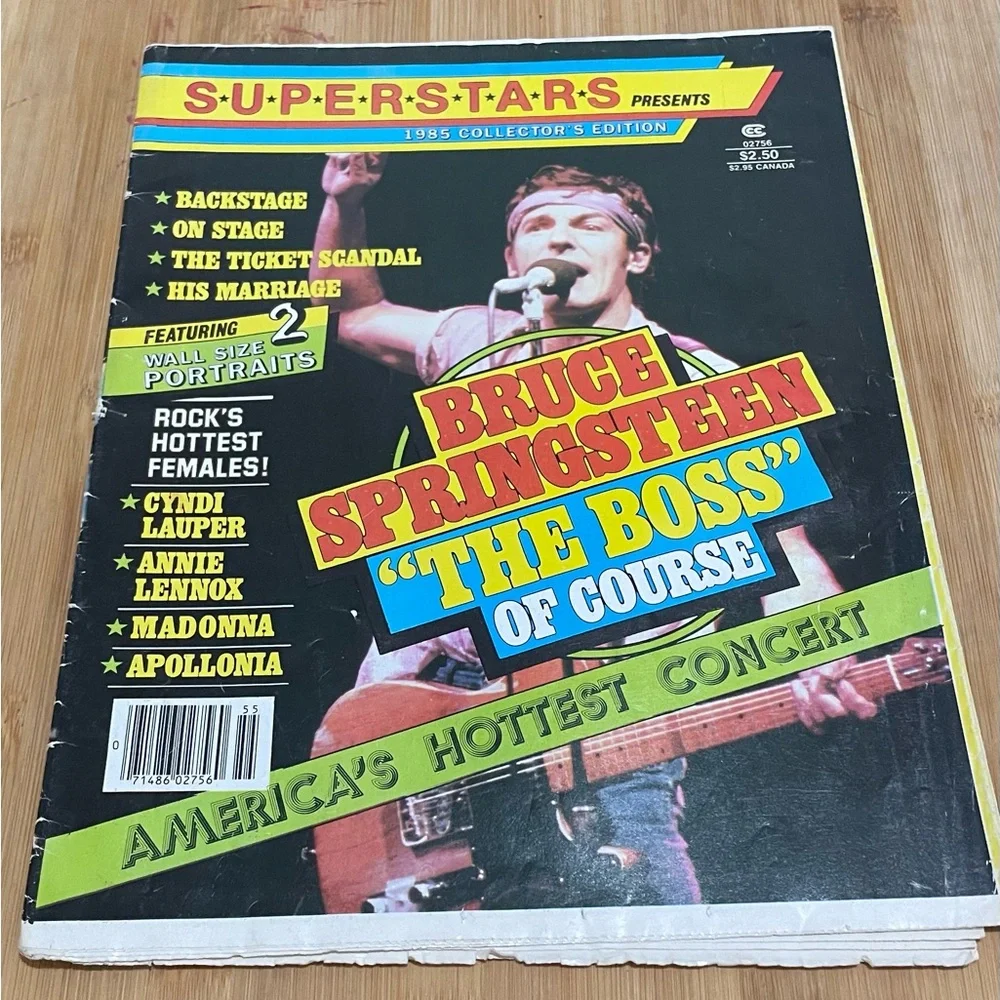 S★U★P★E★R★S★T★A★R★S PRESENTS
1985 COLLECTOR'S EDITION
CC
02756
$2.50
$2.95 CANADA
★ BACKSTAGE
★ ON STAGE
★ THE TICKET SCANDAL
★ HIS MARRIAGE
FEATURING 2
WALL SIZE
PORTRAITS
ROCK'S
HOTTEST
FEMALES!
★ CYNDI
LAUPER
★ ANNIE
LENNOX
★ MADONNA
★ APOLLONIA
BRUCE
SPRINGSTEEN
“THE BOSS”
OF COURSE
AMERICA'S HOTTEST CONCERT
55
0
71486 02756